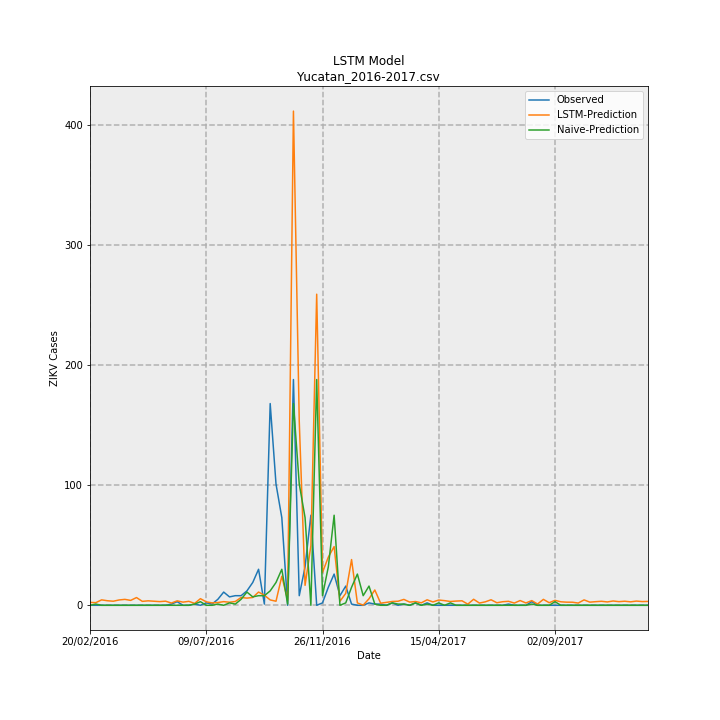 LSTM Model
Yucatan_2016-2017.csv
Observed
LSTM-Prediction
Naive-Prediction
400
300
200
100
0
ZIKV Cases
20/02/2016
09/07/2016
26/11/2016
15/04/2017
02/09/2017
Date